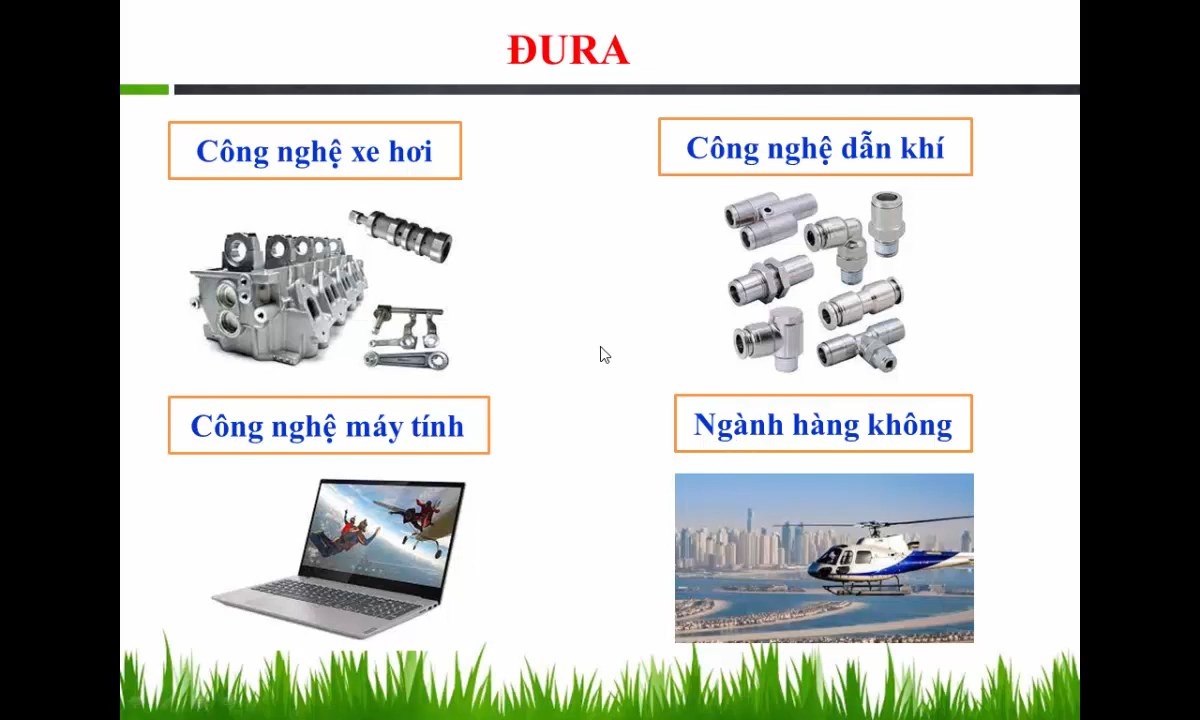 ĐURA
Công nghệ xe hơi
Công nghệ dẫn khí
Công nghệ máy tính
Ngành hàng không